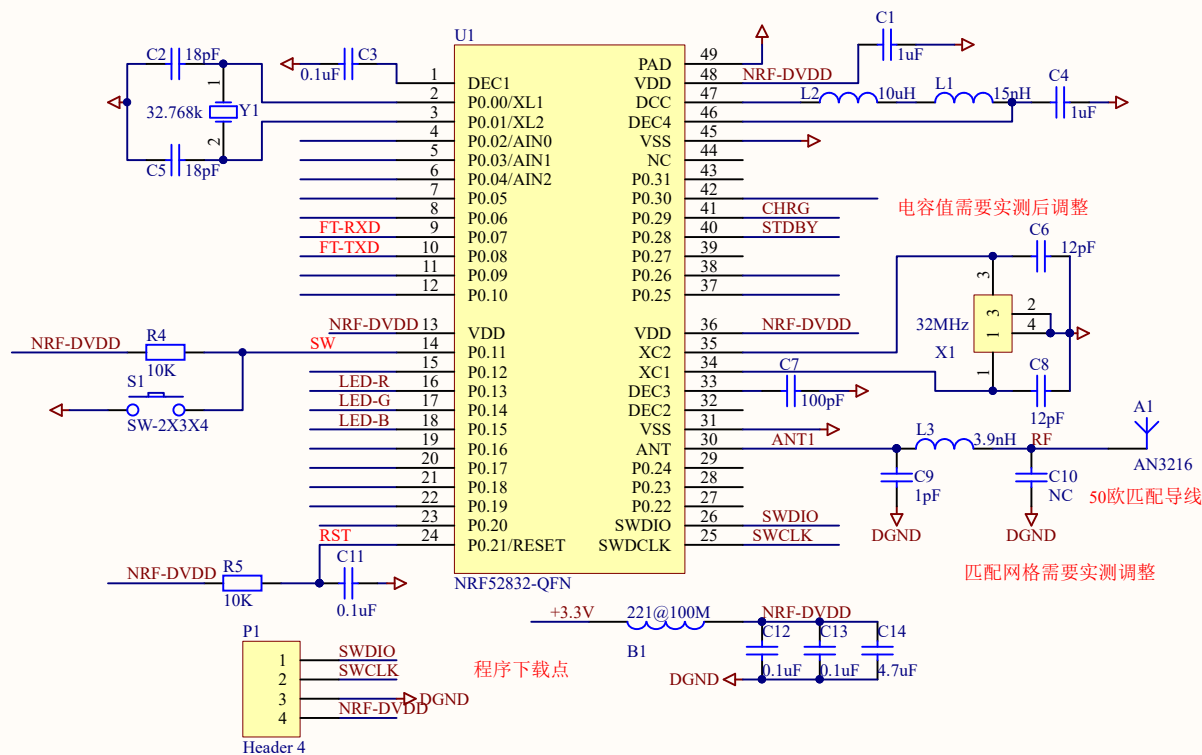 U1
NRF52832-QFN
1 DEC1
2 P0.00/XL1
3 P0.01/XL2
4 P0.02/AIN0
5 P0.03/AIN1
6 P0.04/AIN2
7 P0.05
8 P0.06
FT-RXD 9 P0.07
FT-TXD 10 P0.08
11 P0.09
12 P0.10
NRF-DVDD 13 VDD
SW 14 P0.11
15 P0.12
LED-R 16 P0.13
LED-G 17 P0.14
LED-B 18 P0.15
19 P0.16
20 P0.17
21 P0.18
22 P0.19
23 P0.20
RST 24 P0.21/RESET
PAD 49
VDD 48 NRF-DVDD
DCC 47
DEC4 46
VSS 45
NC 44
P0.31 43
P0.30 42
P0.29 41 CHRG
P0.28 40 STDBY
P0.27 39
P0.26 38
P0.25 37
VDD 36 NRF-DVDD
XC2 35
XC1 34
DEC3 33
DEC2 32
VSS 31
ANT 30 ANT1
P0.24 29
P0.23 28
P0.22 27
SWDIO 26 SWDIO
SWDCLK 25 SWCLK
C2 18pF
1
32.768k Y1
2
C5 18pF
C3
0.1uF
C1
1uF
L2 10uH
L1 15nH
C4
1uF
电容值需要实测后调整
C6
12pF
3
3 2
32MHz 1 4
X1
1
C8
12pF
C7
100pF
L3
3.9nH
RF
A1
AN3216
C9
1pF
DGND
C10
NC
DGND
50欧匹配导线
匹配网格需要实测调整
NRF-DVDD
R4
10K
S1
SW-2X3X4
NRF-DVDD
R5
10K
C11
0.1uF
P1
1 SWDIO
2 SWCLK
3 DGND
4 NRF-DVDD
Header 4
程序下载点
+3.3V
221@100M
B1
NRF-DVDD
C12
0.1uF
C13
0.1uF
C14
4.7uF
DGND